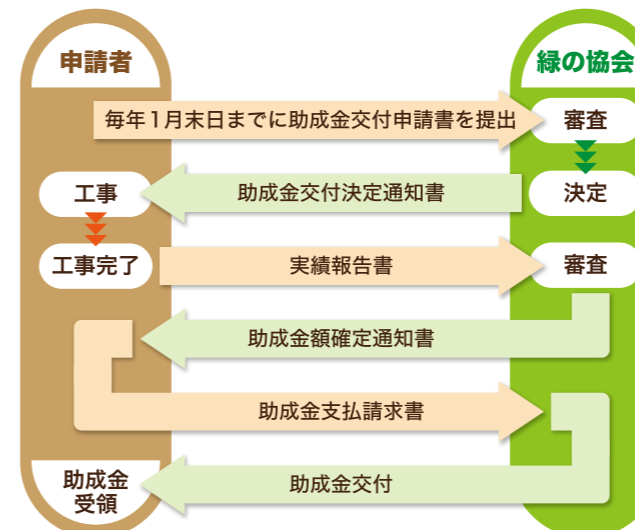 申請者
緑の協会
毎年1月末日までに助成金交付申請書を提出
審査
工事
助成金交付決定通知書
決定
工事完了
実績報告書
審査
助成金額確定通知書
助成金支払請求書
助成金
受領
助成金交付